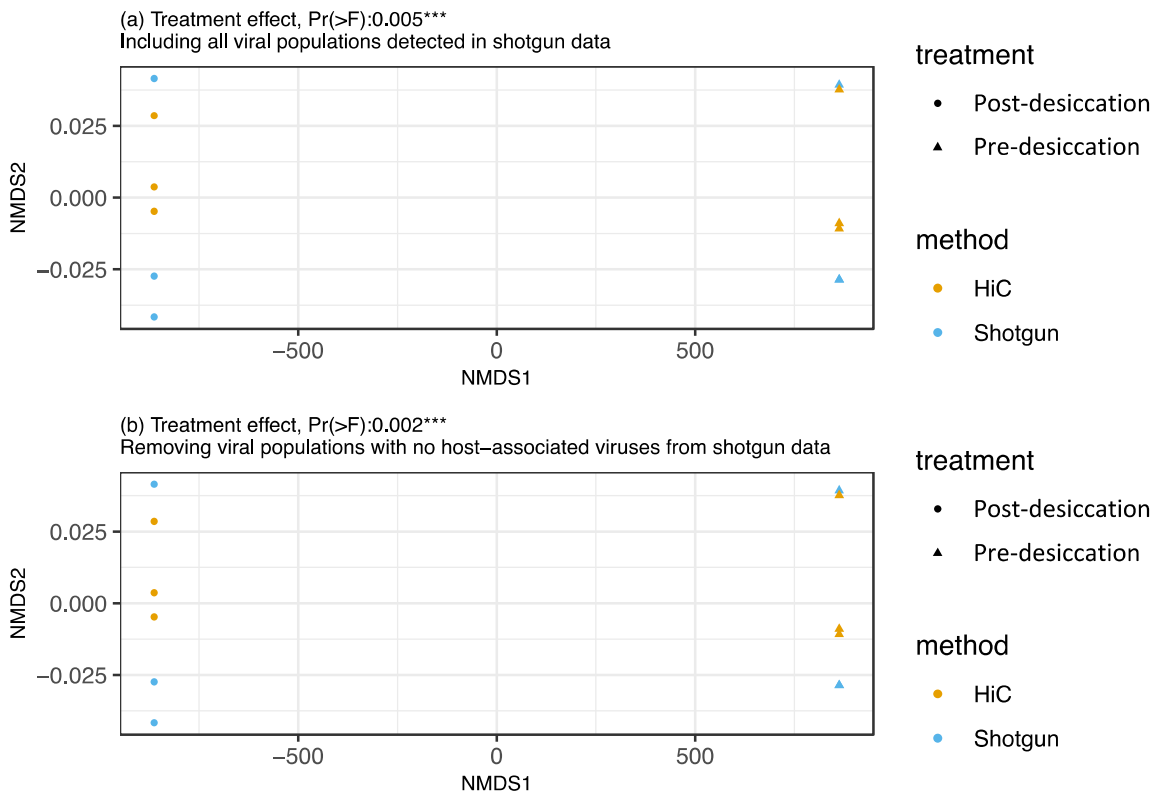 (a) Treatment effect, Pr(>F):0.005***
Including all viral populations detected in shotgun data
0.025
0.000
−0.025
NMDS2
−500
0
500
NMDS1
treatment
Post-desiccation
Pre-desiccation
method
HiC
Shotgun
(b) Treatment effect, Pr(>F):0.002***
Removing viral populations with no host−associated viruses from shotgun data
0.025
0.000
−0.025
NMDS2
−500
0
500
NMDS1
treatment
Post-desiccation
Pre-desiccation
method
HiC
Shotgun